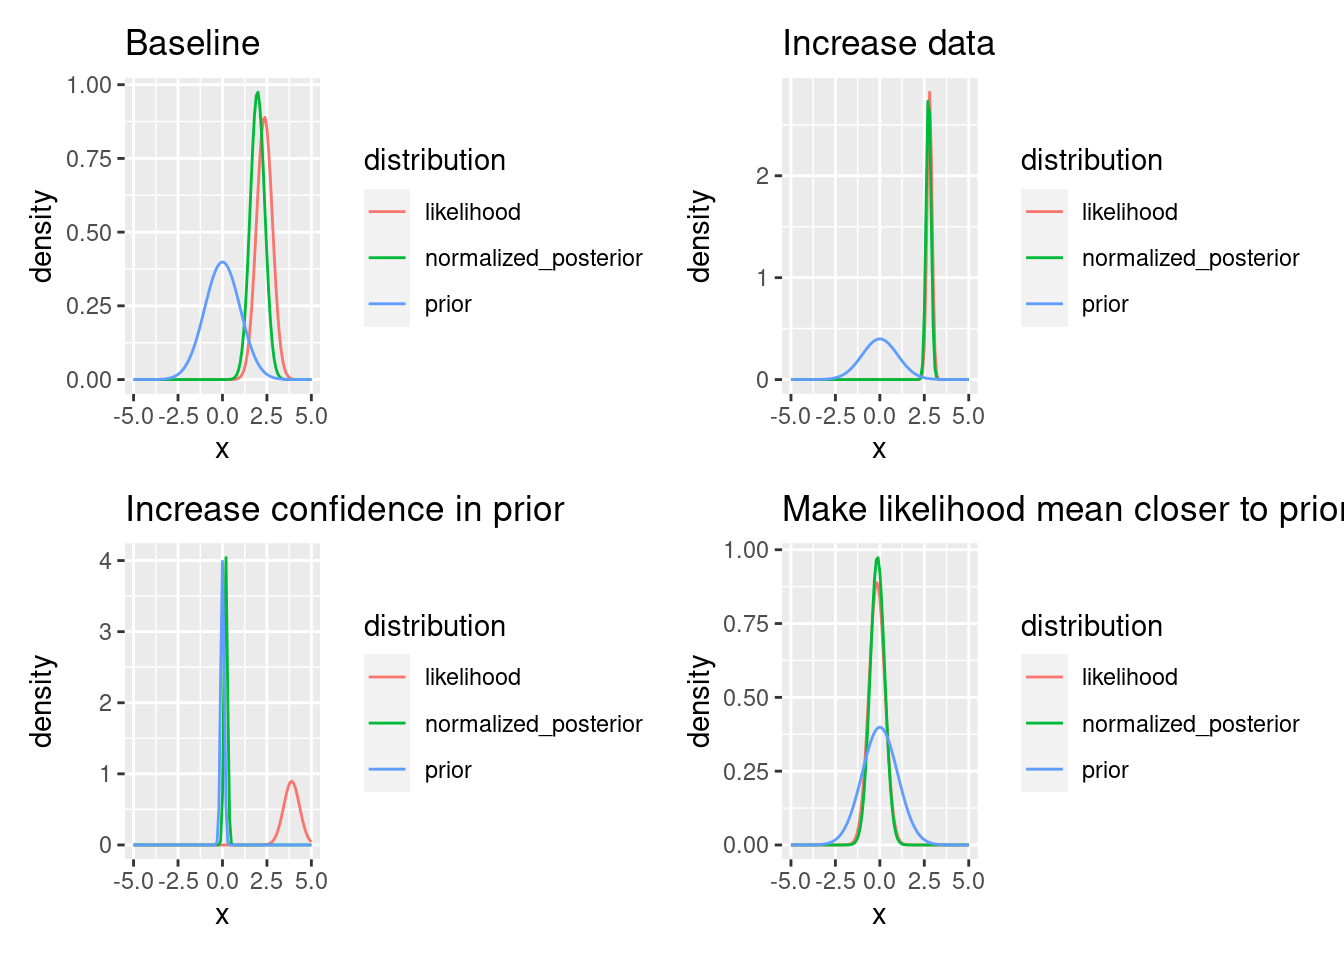 Baseline
1.00
0.75
0.50
0.25
0.00
density
-5.0 -2.5 0.0 2.5 5.0
x
distribution
likelihood
normalized_posterior
prior
Increase data
2
1
0
density
-5.0 -2.5 0.0 2.5 5.0
x
distribution
likelihood
normalized_posterior
prior
Increase confidence in prior
4
3
2
1
0
density
-5.0 -2.5 0.0 2.5 5.0
x
distribution
likelihood
normalized_posterior
prior
Make likelihood mean closer to prior
1.00
0.75
0.50
0.25
0.00
density
-5.0 -2.5 0.0 2.5 5.0
x
distribution
likelihood
normalized_posterior
prior